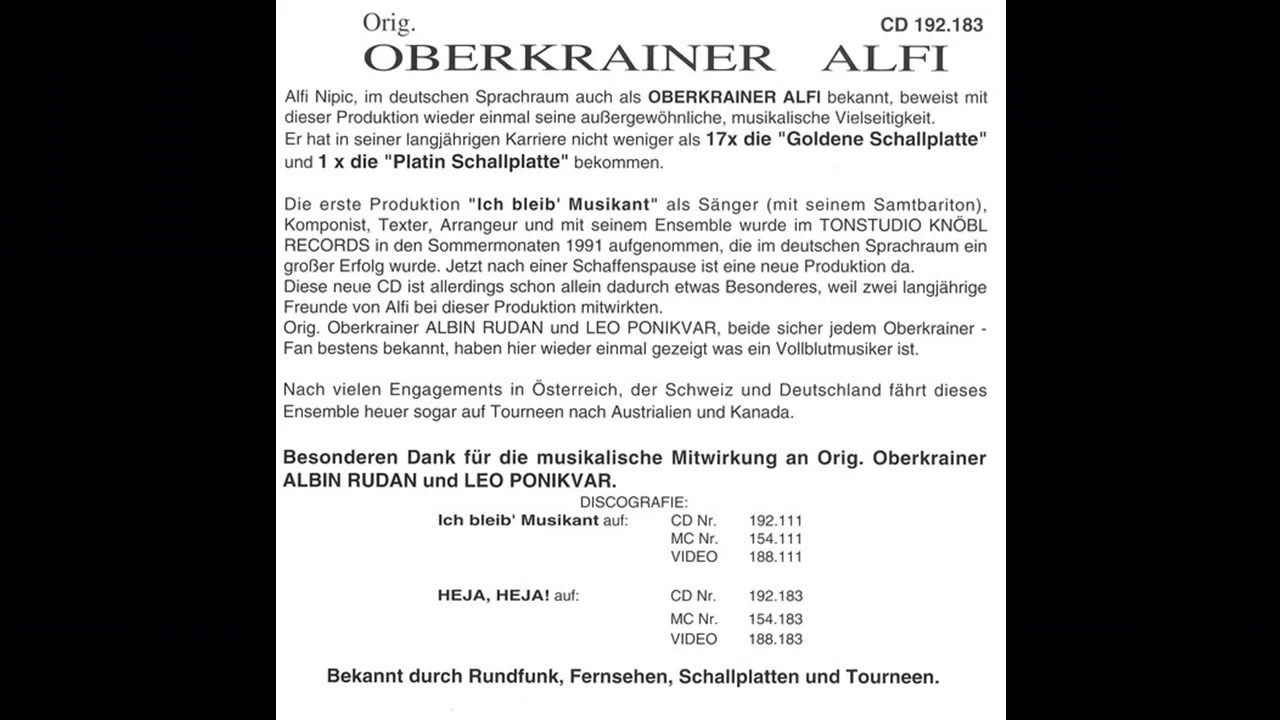 Orig.
CD 192.183
OBERKRAINER ALFI
Alfi Nipic, im deutschen Sprachraum auch als OBERKRAINER ALFI bekannt, beweist mit
dieser Produktion wieder einmal seine außergewöhnliche, musikalische Vielseitigkeit.
Er hat in seiner langjährigen Karriere nicht weniger als 17x die "Goldene Schallplatte"
und 1 x die "Platin Schallplatte" bekommen.
Die erste Produktion "Ich bleib' Musikant" als Sänger (mit seinem Samtbariton),
Komponist, Texter, Arrangeur und mit seinem Ensemble wurde im TONSTUDIO KNÖBL
RECORDS in den Sommermonaten 1991 aufgenommen, die im deutschen Sprachraum ein
großer Erfolg wurde. Jetzt nach einer Schaffenspause ist eine neue Produktion da.
Diese neue CD ist allerdings schon allein dadurch etwas Besonderes, weil zwei langjährige
Freunde von Alfi bei dieser Produktion mitwirkten.
Orig. Oberkrainer ALBIN RUDAN und LEO PONIKVAR, beide sicher jedem Oberkrainer -
Fan bestens bekannt, haben hier wieder einmal gezeigt was ein Vollblutmusiker ist.
Nach vielen Engagements in Österreich, der Schweiz und Deutschland fährt dieses
Ensemble heuer sogar auf Tourneen nach Austrialien und Kanada.
Besonderen Dank für die musikalische Mitwirkung an Orig. Oberkrainer
ALBIN RUDAN und LEO PONIKVAR.
DISCOGRAFIE:
Ich bleib' Musikant auf: CD Nr. 192.111
MC Nr. 154.111
VIDEO 188.111
HEJA, HEJA! auf: CD Nr. 192.183
MC Nr. 154.183
VIDEO 188.183
Bekannt durch Rundfunk, Fernsehen, Schallplatten und Tourneen.